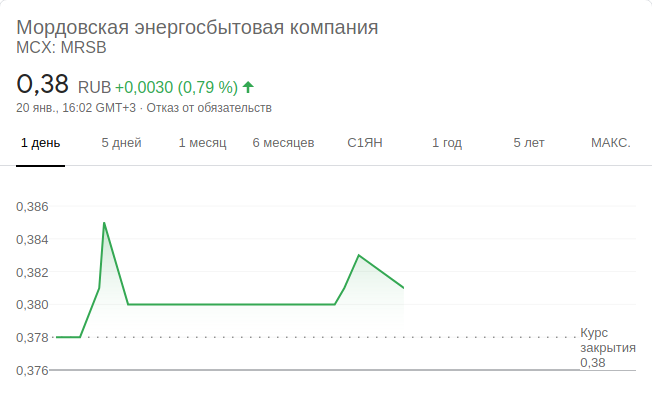 Мордовская энергосбытовая компания
MCX: MRSB
0,38 RUB +0,0030 (0,79 %)
20 янв., 16:02 GMT+3 · Отказ от обязательств
1 день 5 дней 1 месяц 6 месяцев С1ЯН 1 год 5 лет МАКС.
0,386
0,384
0,382
0,380
0,378
0,376
Курс
закрытия
0,38